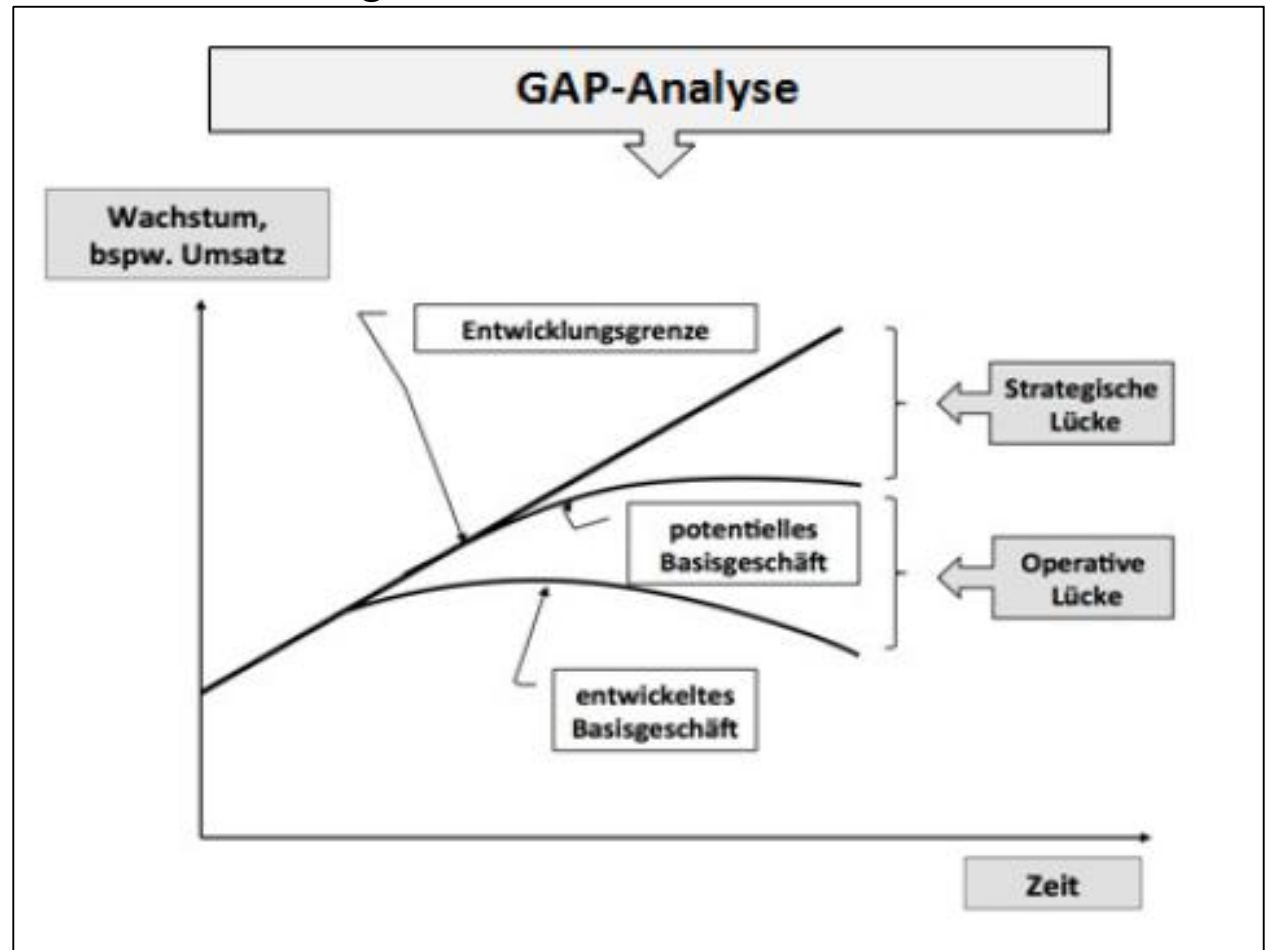 GAP-Analyse
Wachstum,
bspw. Umsatz
Entwicklungsgrenze
Strategische
Lücke
potentielles
Basisgeschäft
Operative
Lücke
entwickeltes
Basisgeschäft
Zeit